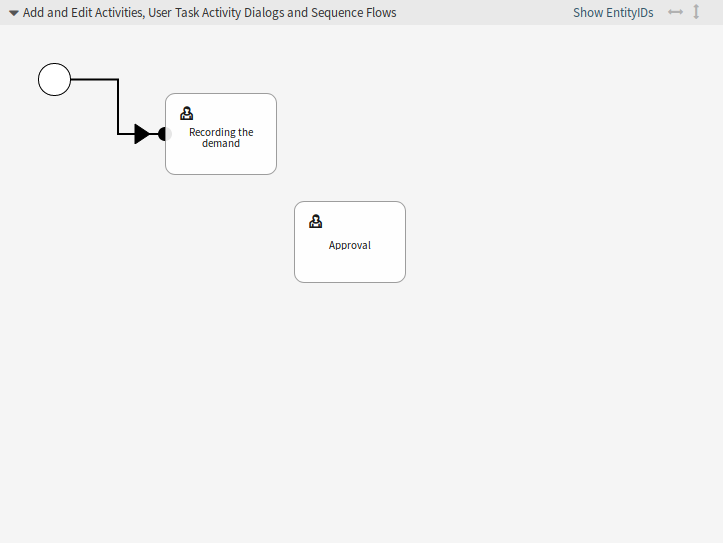 Add and Edit Activities, User Task Activity Dialogs and Sequence Flows
Show EntityIDs
Recording the
demand
Approval